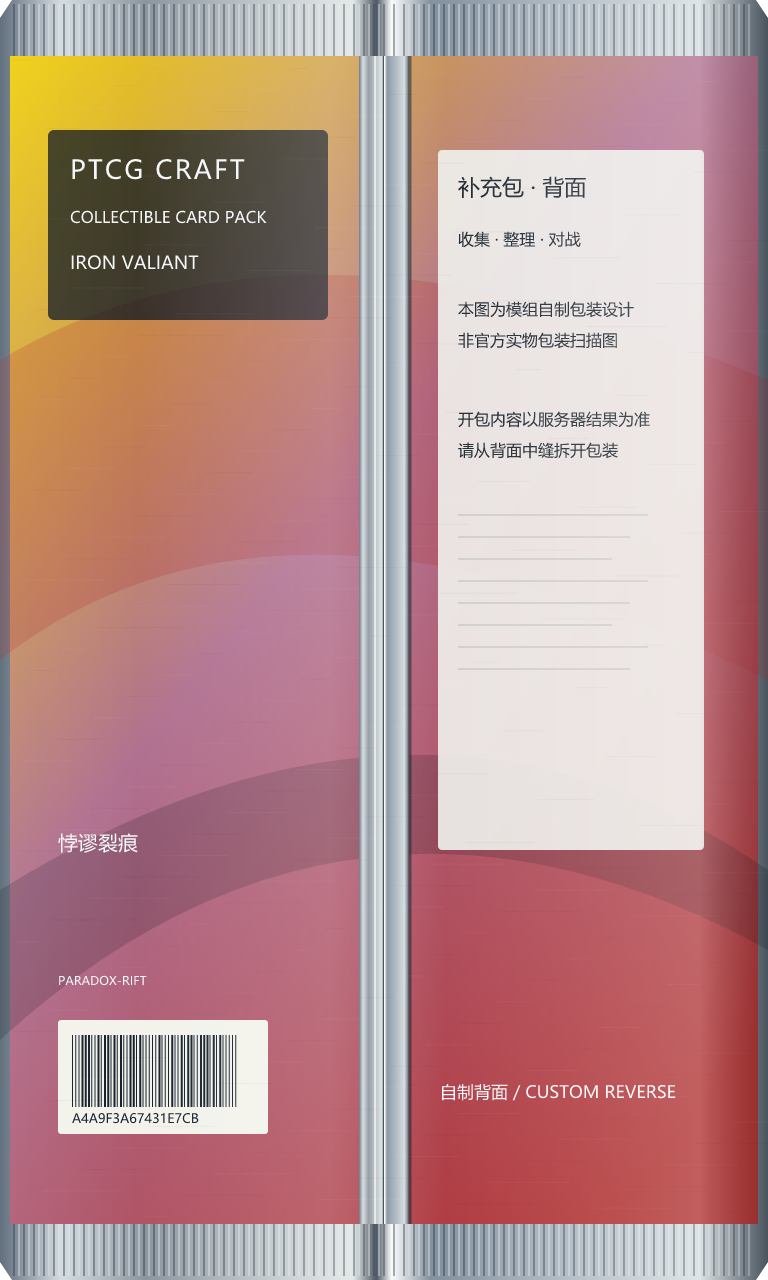 PTCG CRAFT
COLLECTIBLE CARD PACK
IRON VALIANT
悖谬裂痕
PARADOX-RIFT
A4A9F3A67431E7CB
补充包 · 背面
收集 · 整理 · 对战
本图为模组自制包装设计
非官方实物包装扫描图
开包内容以服务器结果为准
请从背面中缝拆开包装
自制背面 / CUSTOM REVERSE